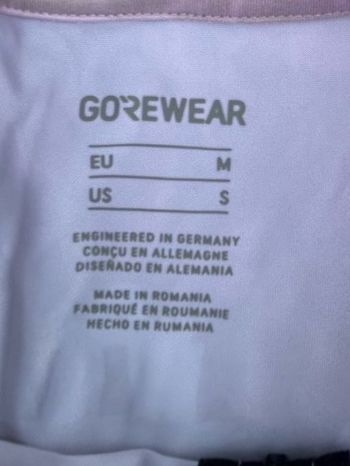 GOREWEAR
EU M
US S
ENGINEERED IN GERMANY
CONÇU EN ALLEMAGNE
DISEÑADO EN ALEMANIA
MADE IN ROMANIA
FABRIQUÉ EN ROUMANIE
HECHO EN RUMANIA